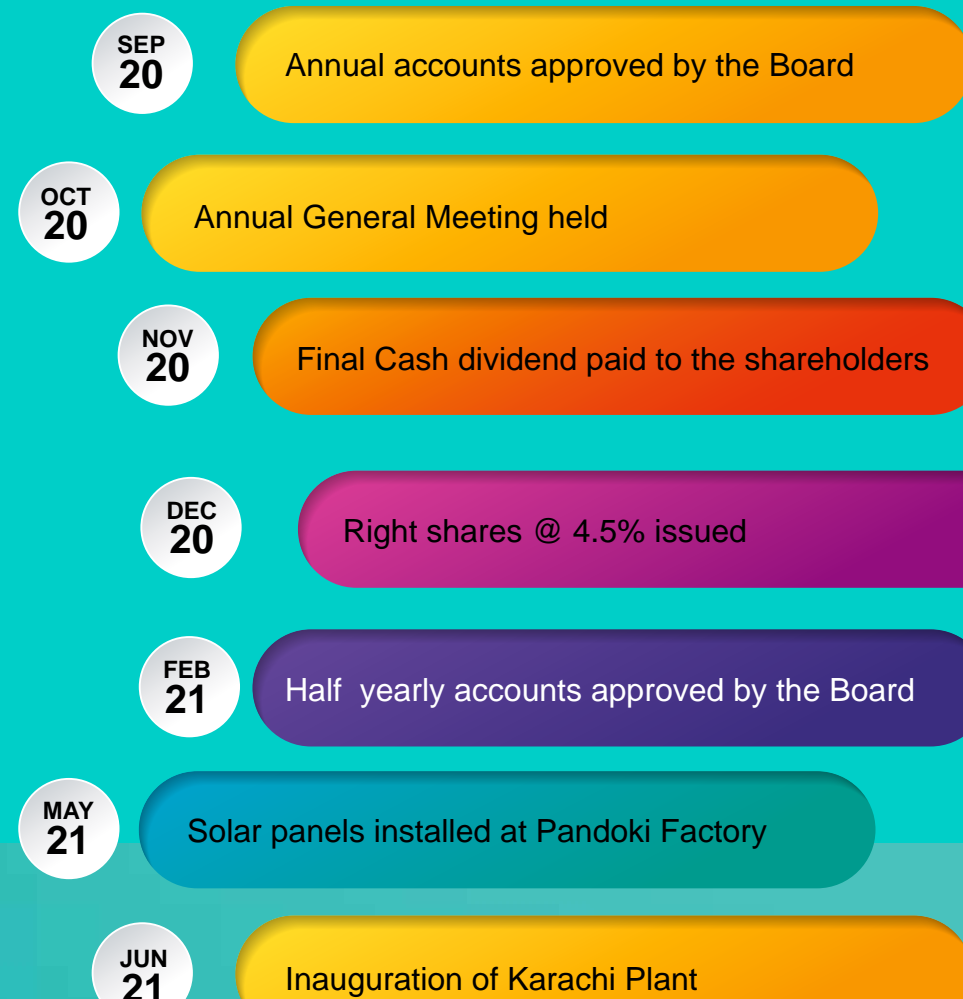 SEP
20
Annual accounts approved by the Board
OCT
20
Annual General Meeting held
NOV
20
Final Cash dividend paid to the shareholders
DEC
20
Right shares @ 4.5% issued
FEB
21
Half  yearly accounts approved by the Board
MAY
21
Solar panels installed at Pandoki Factory
JUN
21
Inauguration of Karachi Plant